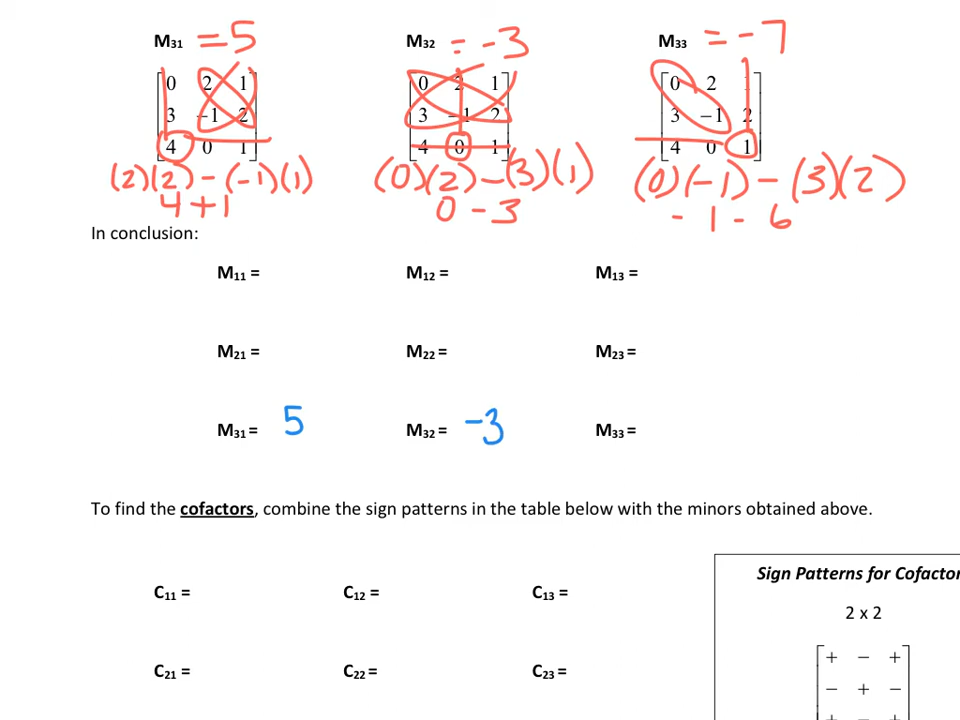 M31 = 5 M32 = -3 M33 = -7
0 2 1 0 2 1 0 2 1
3 -1 2 3 -1 2 3 -1 2
4 0 1 4 0 1 4 0 1
(2)(2) - (-1)(1) (0)(2) - (3)(1) (0)(-1) - (3)(2)
4 + 1 0 - 3 - 1 - 6
In conclusion:
M11 = M12 = M13 =
M21 = M22 = M23 =
M31 = 5 M32 = -3 M33 =
To find the cofactors, combine the sign patterns in the table below with the minors obtained above.
Sign Patterns for Cofactor
C11 = C12 = C13 =
2 x 2
+ − +
C21 = C22 = C23 =
− + −
+ − +